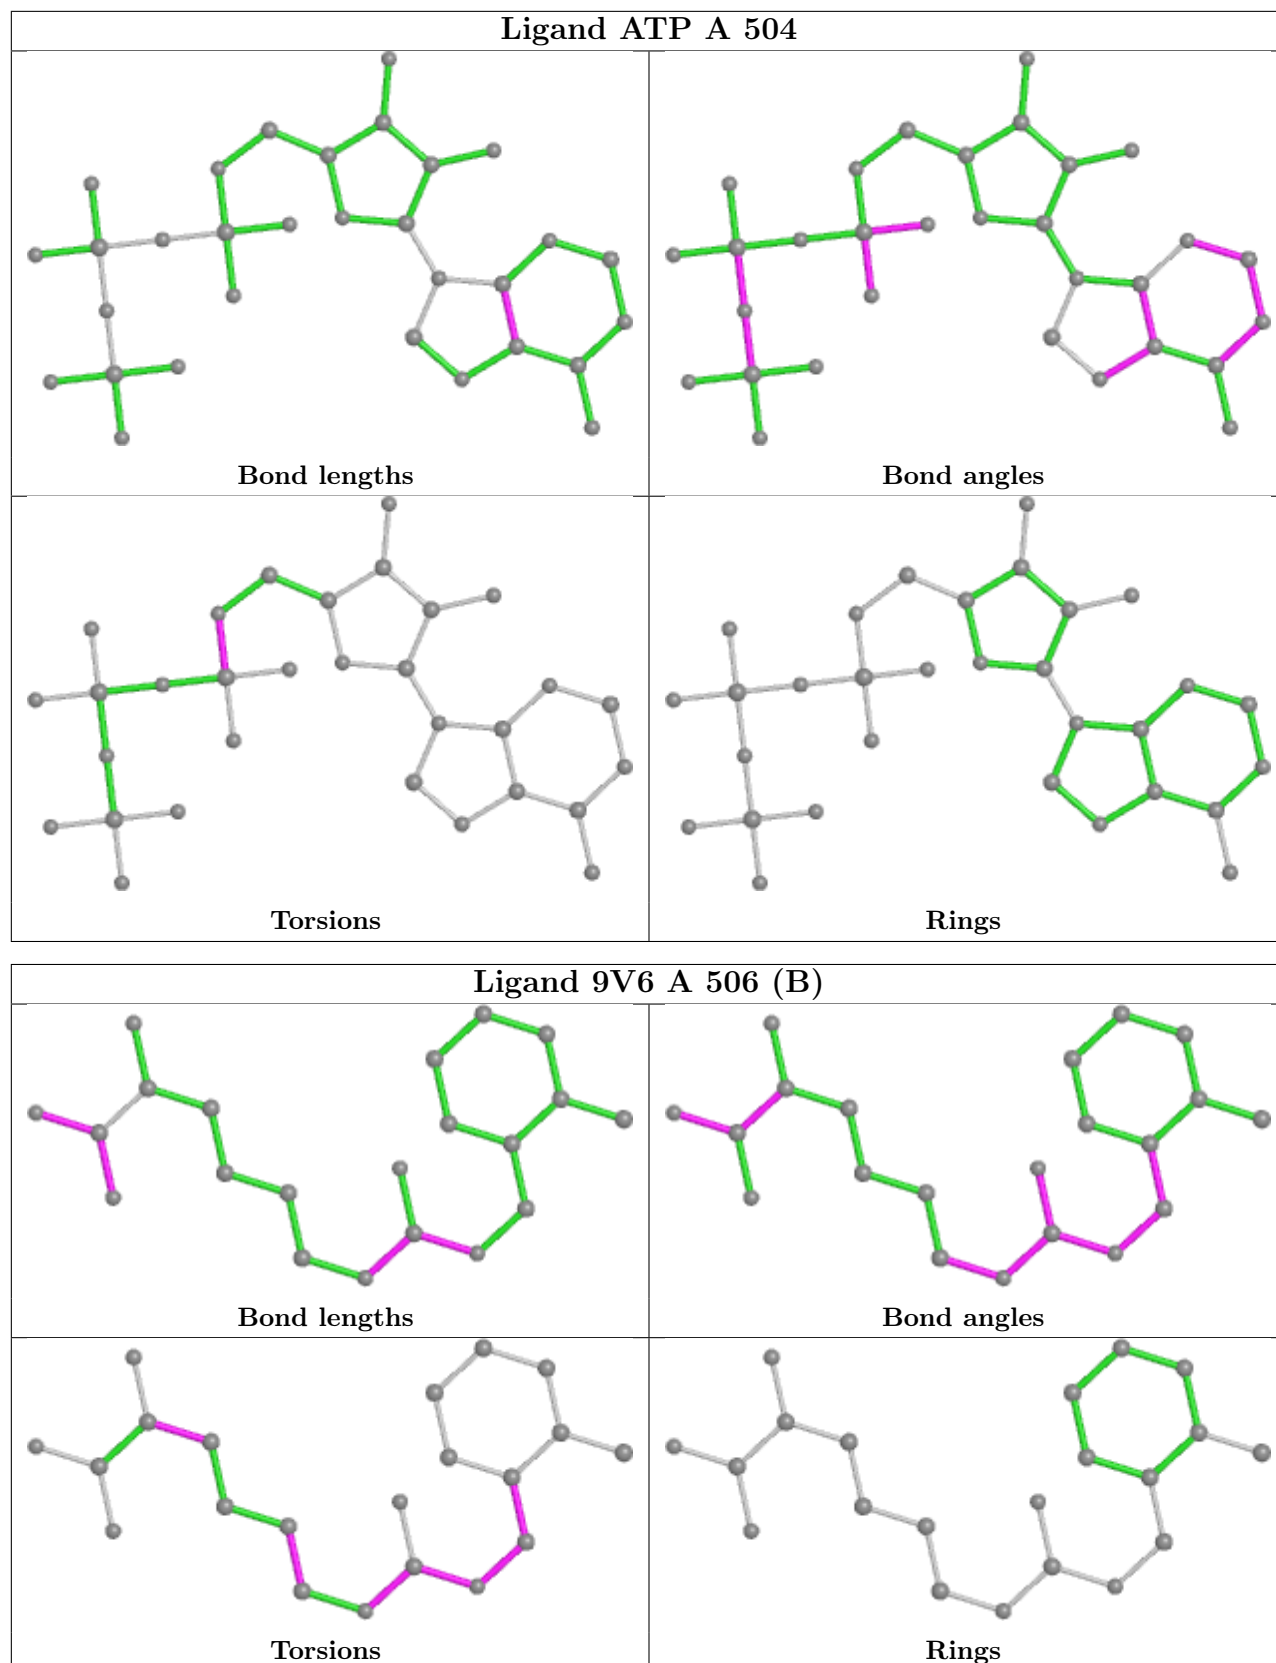 Ligand ATP A 504
Bond lengths
Bond angles
Torsions
Rings
Ligand 9V6 A 506 (B)
Bond lengths
Bond angles
Torsions
Rings